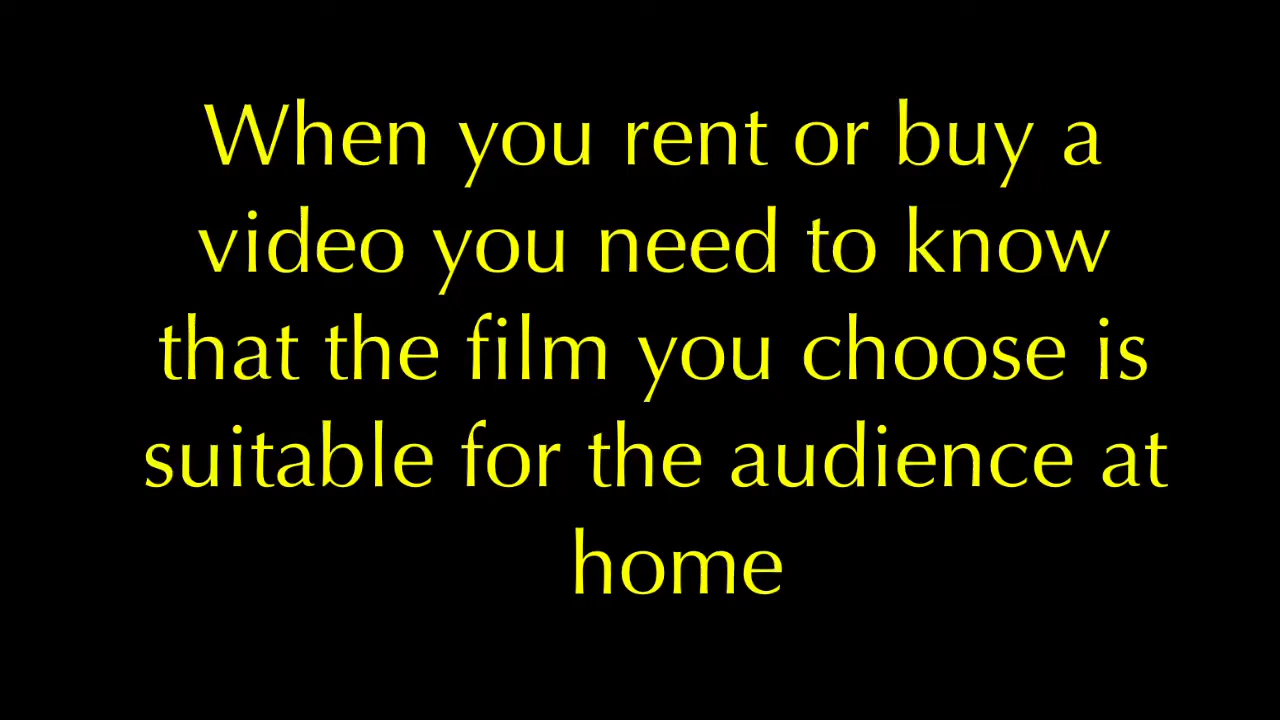 When you rent or buy a
video you need to know
that the film you choose is
suitable for the audience at
home